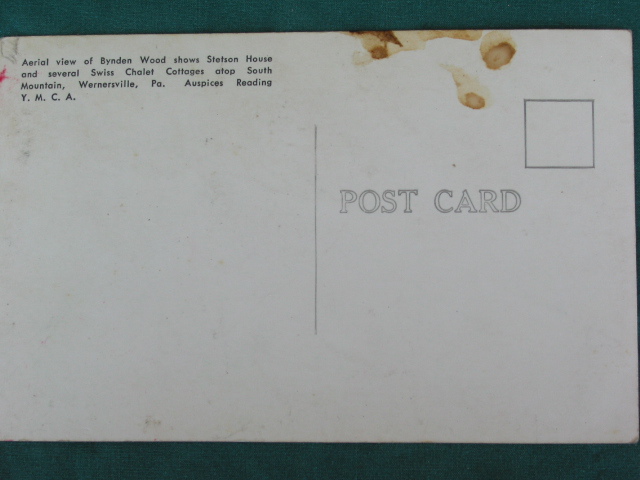 Aerial view of Bynden Wood shows Stetson House
and several Swiss Chalet Cottages atop South
Mountain, Wernersville, Pa. Auspices Reading
Y. M. C. A.
POST CARD